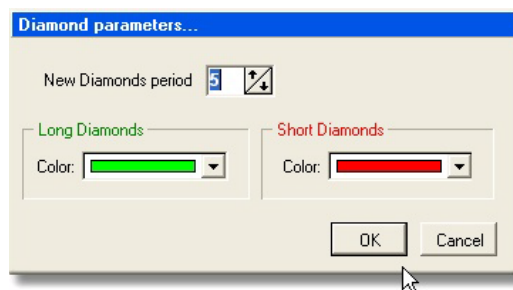 Diamond parameters...
New Diamonds period 5
Long Diamonds Short Diamonds
Color: Color:
OK Cancel